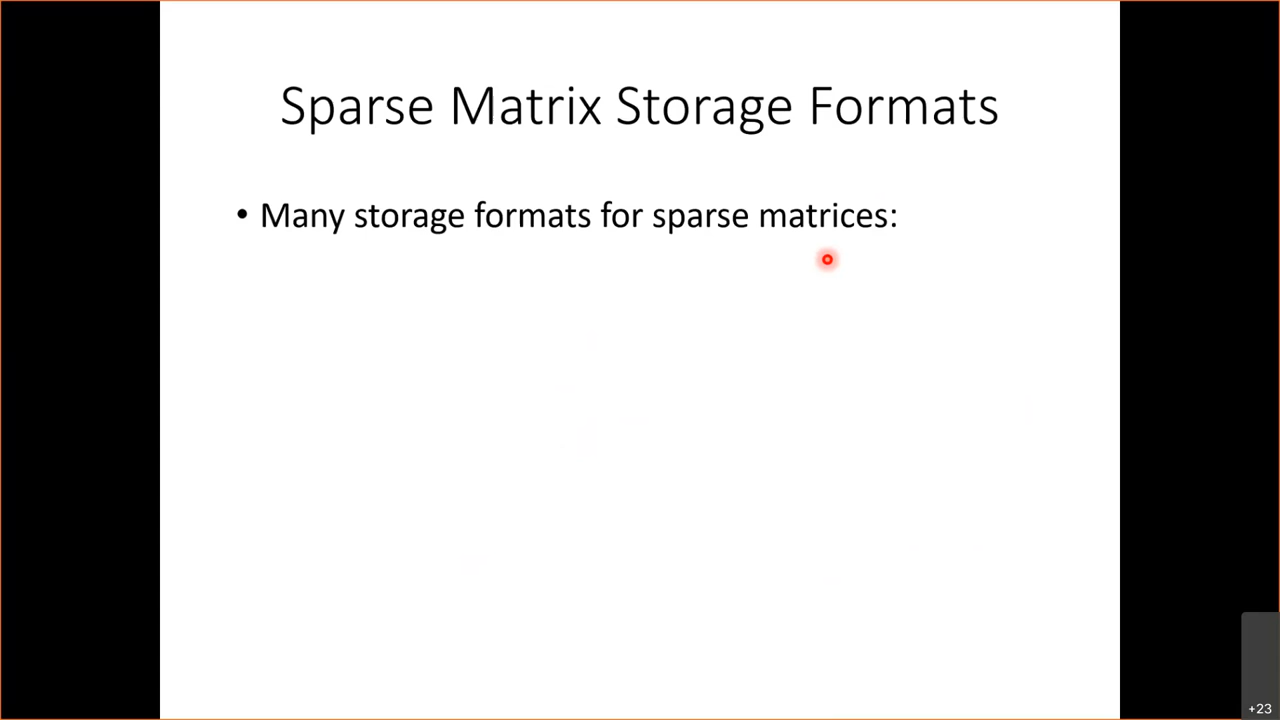 Sparse Matrix Storage Formats
• Many storage formats for sparse matrices:
+23